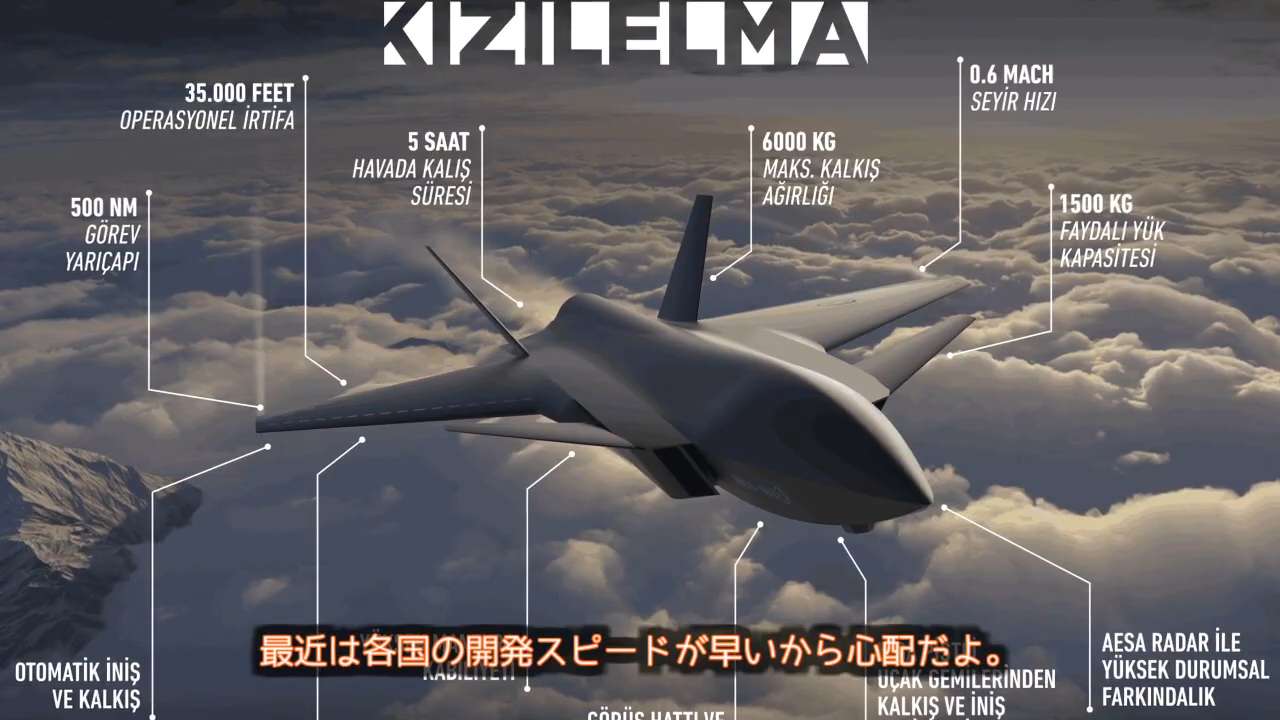 KIZILELMA
35.000 FEET
OPERASYONEL İRTİFA
5 SAAT
HAVADA KALIŞ
SÜRESİ
6000 KG
MAKS. KALKIŞ
AĞIRLIĞI
0.6 MACH
SEYİR HIZI
500 NM
GÖREV
YARIÇAPI
1500 KG
FAYDALI YÜK
KAPASİTESİ
OTOMATİK İNİŞ
VE KALKIŞ
KABİLİYETİ
GÖRÜŞ HATTI VE
UÇAK GEMİLERİNDEN
KALKIŞ VE İNİŞ
AESA RADAR İLE
YÜKSEK DURUMSAL
FARKINDALIK
最近は各国の開発スピードが早いから心配だよ。